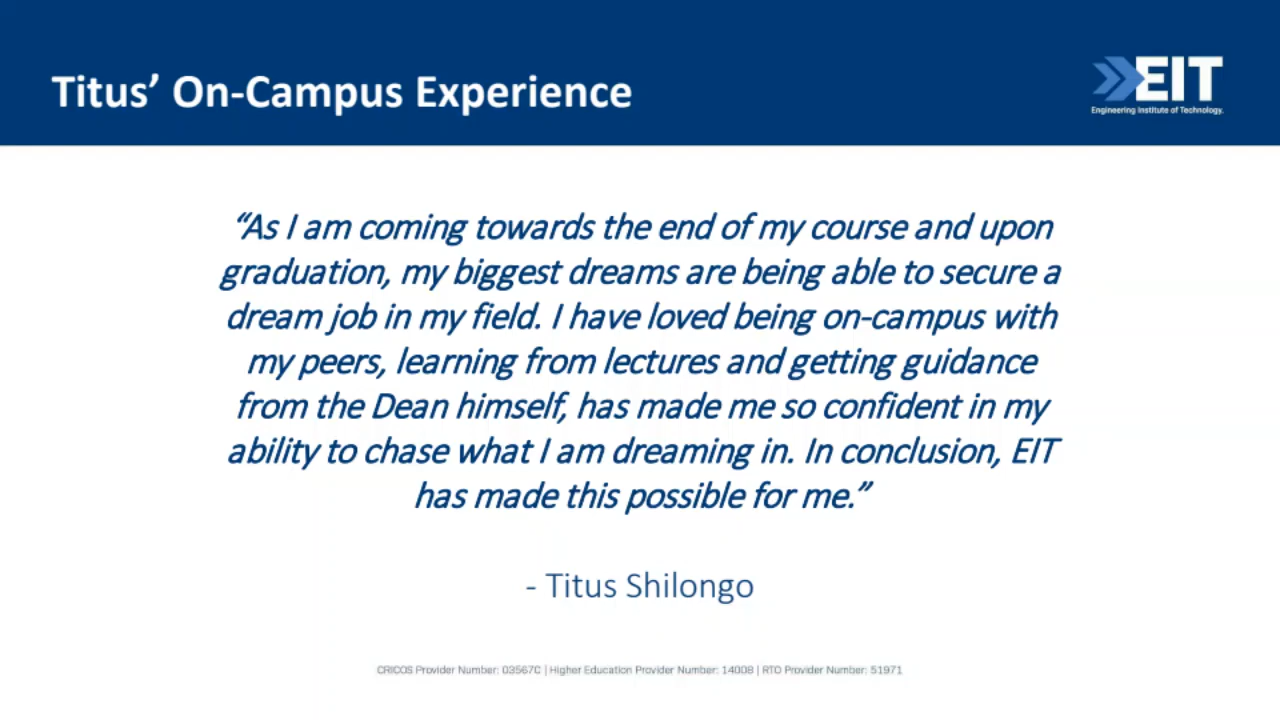 Titus’ On-Campus Experience
EIT
Engineering Institute of Technology.
“As I am coming towards the end of my course and upon
graduation, my biggest dreams are being able to secure a
dream job in my field. I have loved being on-campus with
my peers, learning from lectures and getting guidance
from the Dean himself, has made me so confident in my
ability to chase what I am dreaming in. In conclusion, EIT
has made this possible for me.”
- Titus Shilongo
CRICOS Provider Number: 03567C | Higher Education Provider Number: 14008 | RTO Provider Number: 51971